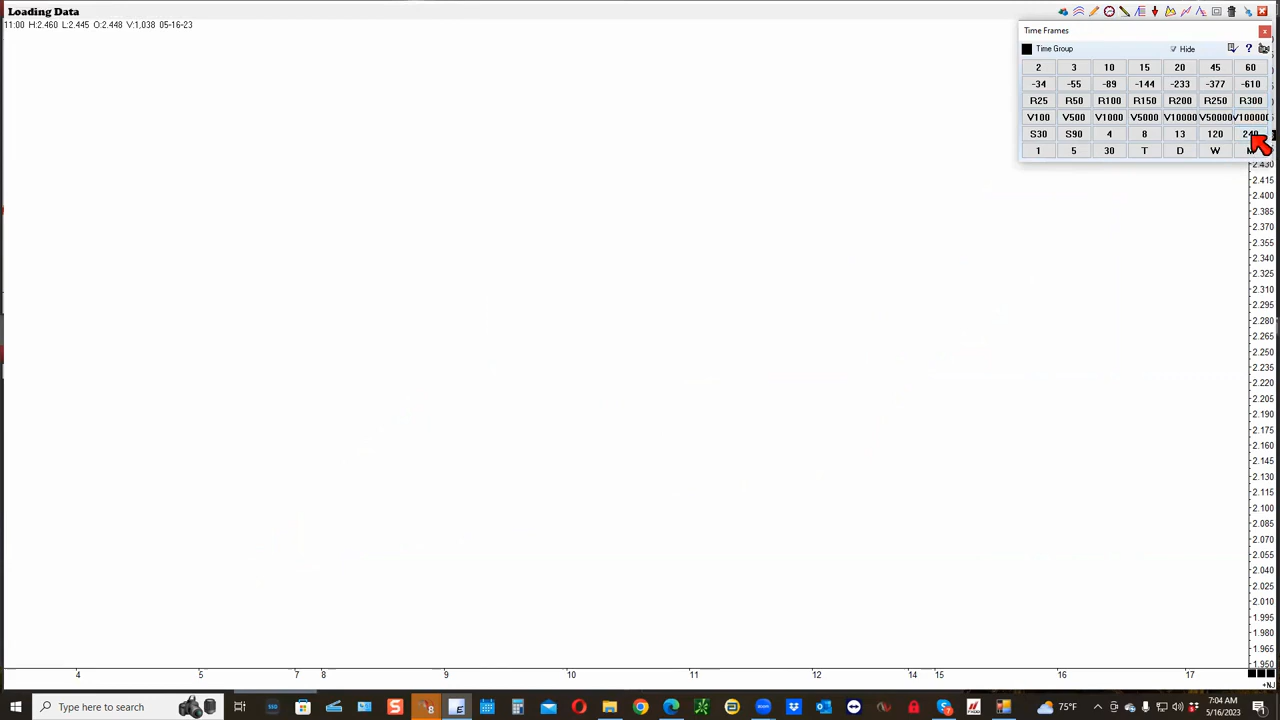 Loading Data
11:00 H:2.460 L:2.445 O:2.448 V:1,038 05-16-23
Time Frames
Time Group
Hide
2 3 10 15 20 45 60
-34 -55 -89 -144 -233 -377 -610
R25 R50 R100 R150 R200 R250 R300
V100 V500 V1000 V5000 V10000 V50000 V100000
S30 S90 4 8 13 120 240
1 5 30 T D W
2.430
2.415
2.400
2.385
2.370
2.355
2.340
2.325
2.310
2.295
2.280
2.265
2.250
2.235
2.220
2.205
2.190
2.175
2.160
2.145
2.130
2.115
2.100
2.085
2.070
2.055
2.040
2.025
2.010
1.995
1.980
1.965
1.950
4 5 7 8 9 10 11 12 14 15 16 17
+NJ
Type here to search
75°F
7:04 AM
5/16/2023